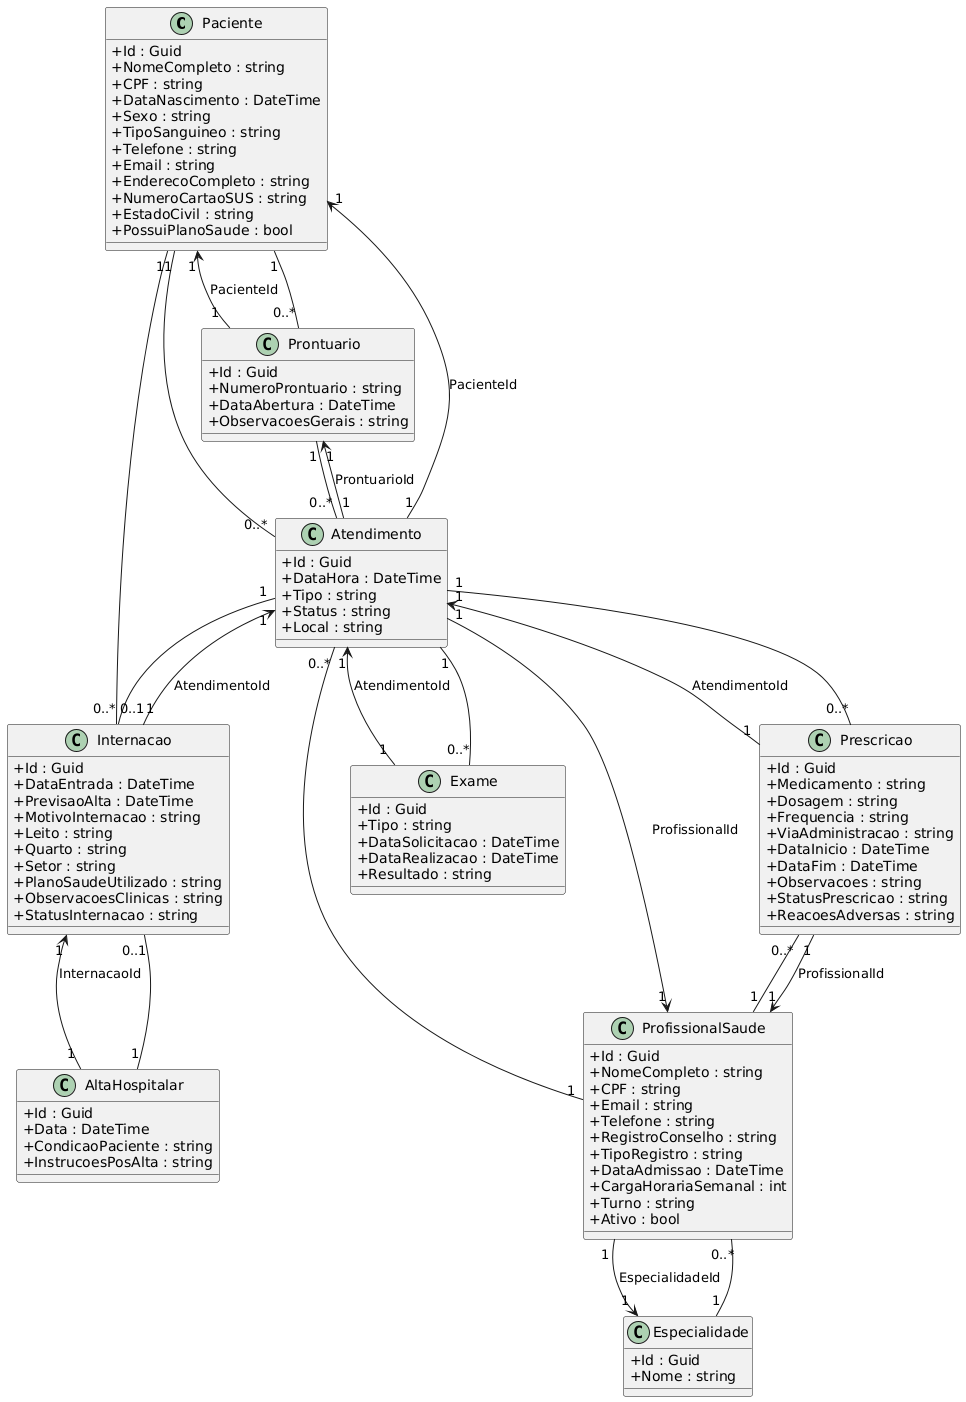 C Paciente
+Id : Guid
+NomeCompleto : string
+CPF : string
+DataNascimento : DateTime
+Sexo : string
+TipoSanguineo : string
+Telefone : string
+Email : string
+EnderecoCompleto : string
+NumeroCartaoSUS : string
+EstadoCivil : string
+PossuiPlanoSaude : bool
1
1
1
1
1
PacienteId
1
0..*
C Prontuario
+Id : Guid
+NumeroProntuario : string
+DataAbertura : DateTime
+ObservacoesGerais : string
PacienteId
1
1
ProntuarioId
0..*
1
1
0..*
C Atendimento
+Id : Guid
+DataHora : DateTime
+Tipo : string
+Status : string
+Local : string
1
1
1
1
1
0..*
1
1
AtendimentoId
AtendimentoId
AtendimentoId
0..*
0..1
1
1
0..*
1
0..*
C Internacao
+Id : Guid
+DataEntrada : DateTime
+PrevisaoAlta : DateTime
+MotivoInternacao : string
+Leito : string
+Quarto : string
+Setor : string
+PlanoSaudeUtilizado : string
+ObservacoesClinicas : string
+StatusInternacao : string
C Exame
+Id : Guid
+Tipo : string
+DataSolicitacao : DateTime
+DataRealizacao : DateTime
+Resultado : string
ProfissionalId
C Prescricao
+Id : Guid
+Medicamento : string
+Dosagem : string
+Frequencia : string
+ViaAdministracao : string
+DataInicio : DateTime
+DataFim : DateTime
+Observacoes : string
+StatusPrescricao : string
+ReacoesAdversas : string
1
0..1
InternacaoId
1
1
0..*
1
ProfissionalId
1
1
1
C AltaHospitalar
+Id : Guid
+Data : DateTime
+CondicaoPaciente : string
+InstrucoesPosAlta : string
1
C ProfissionalSaude
+Id : Guid
+NomeCompleto : string
+CPF : string
+Email : string
+Telefone : string
+RegistroConselho : string
+TipoRegistro : string
+DataAdmissao : DateTime
+CargaHorariaSemanal : int
+Turno : string
+Ativo : bool
1
0..*
EspecialidadeId
1
1
C Especialidade
+Id : Guid
+Nome : string